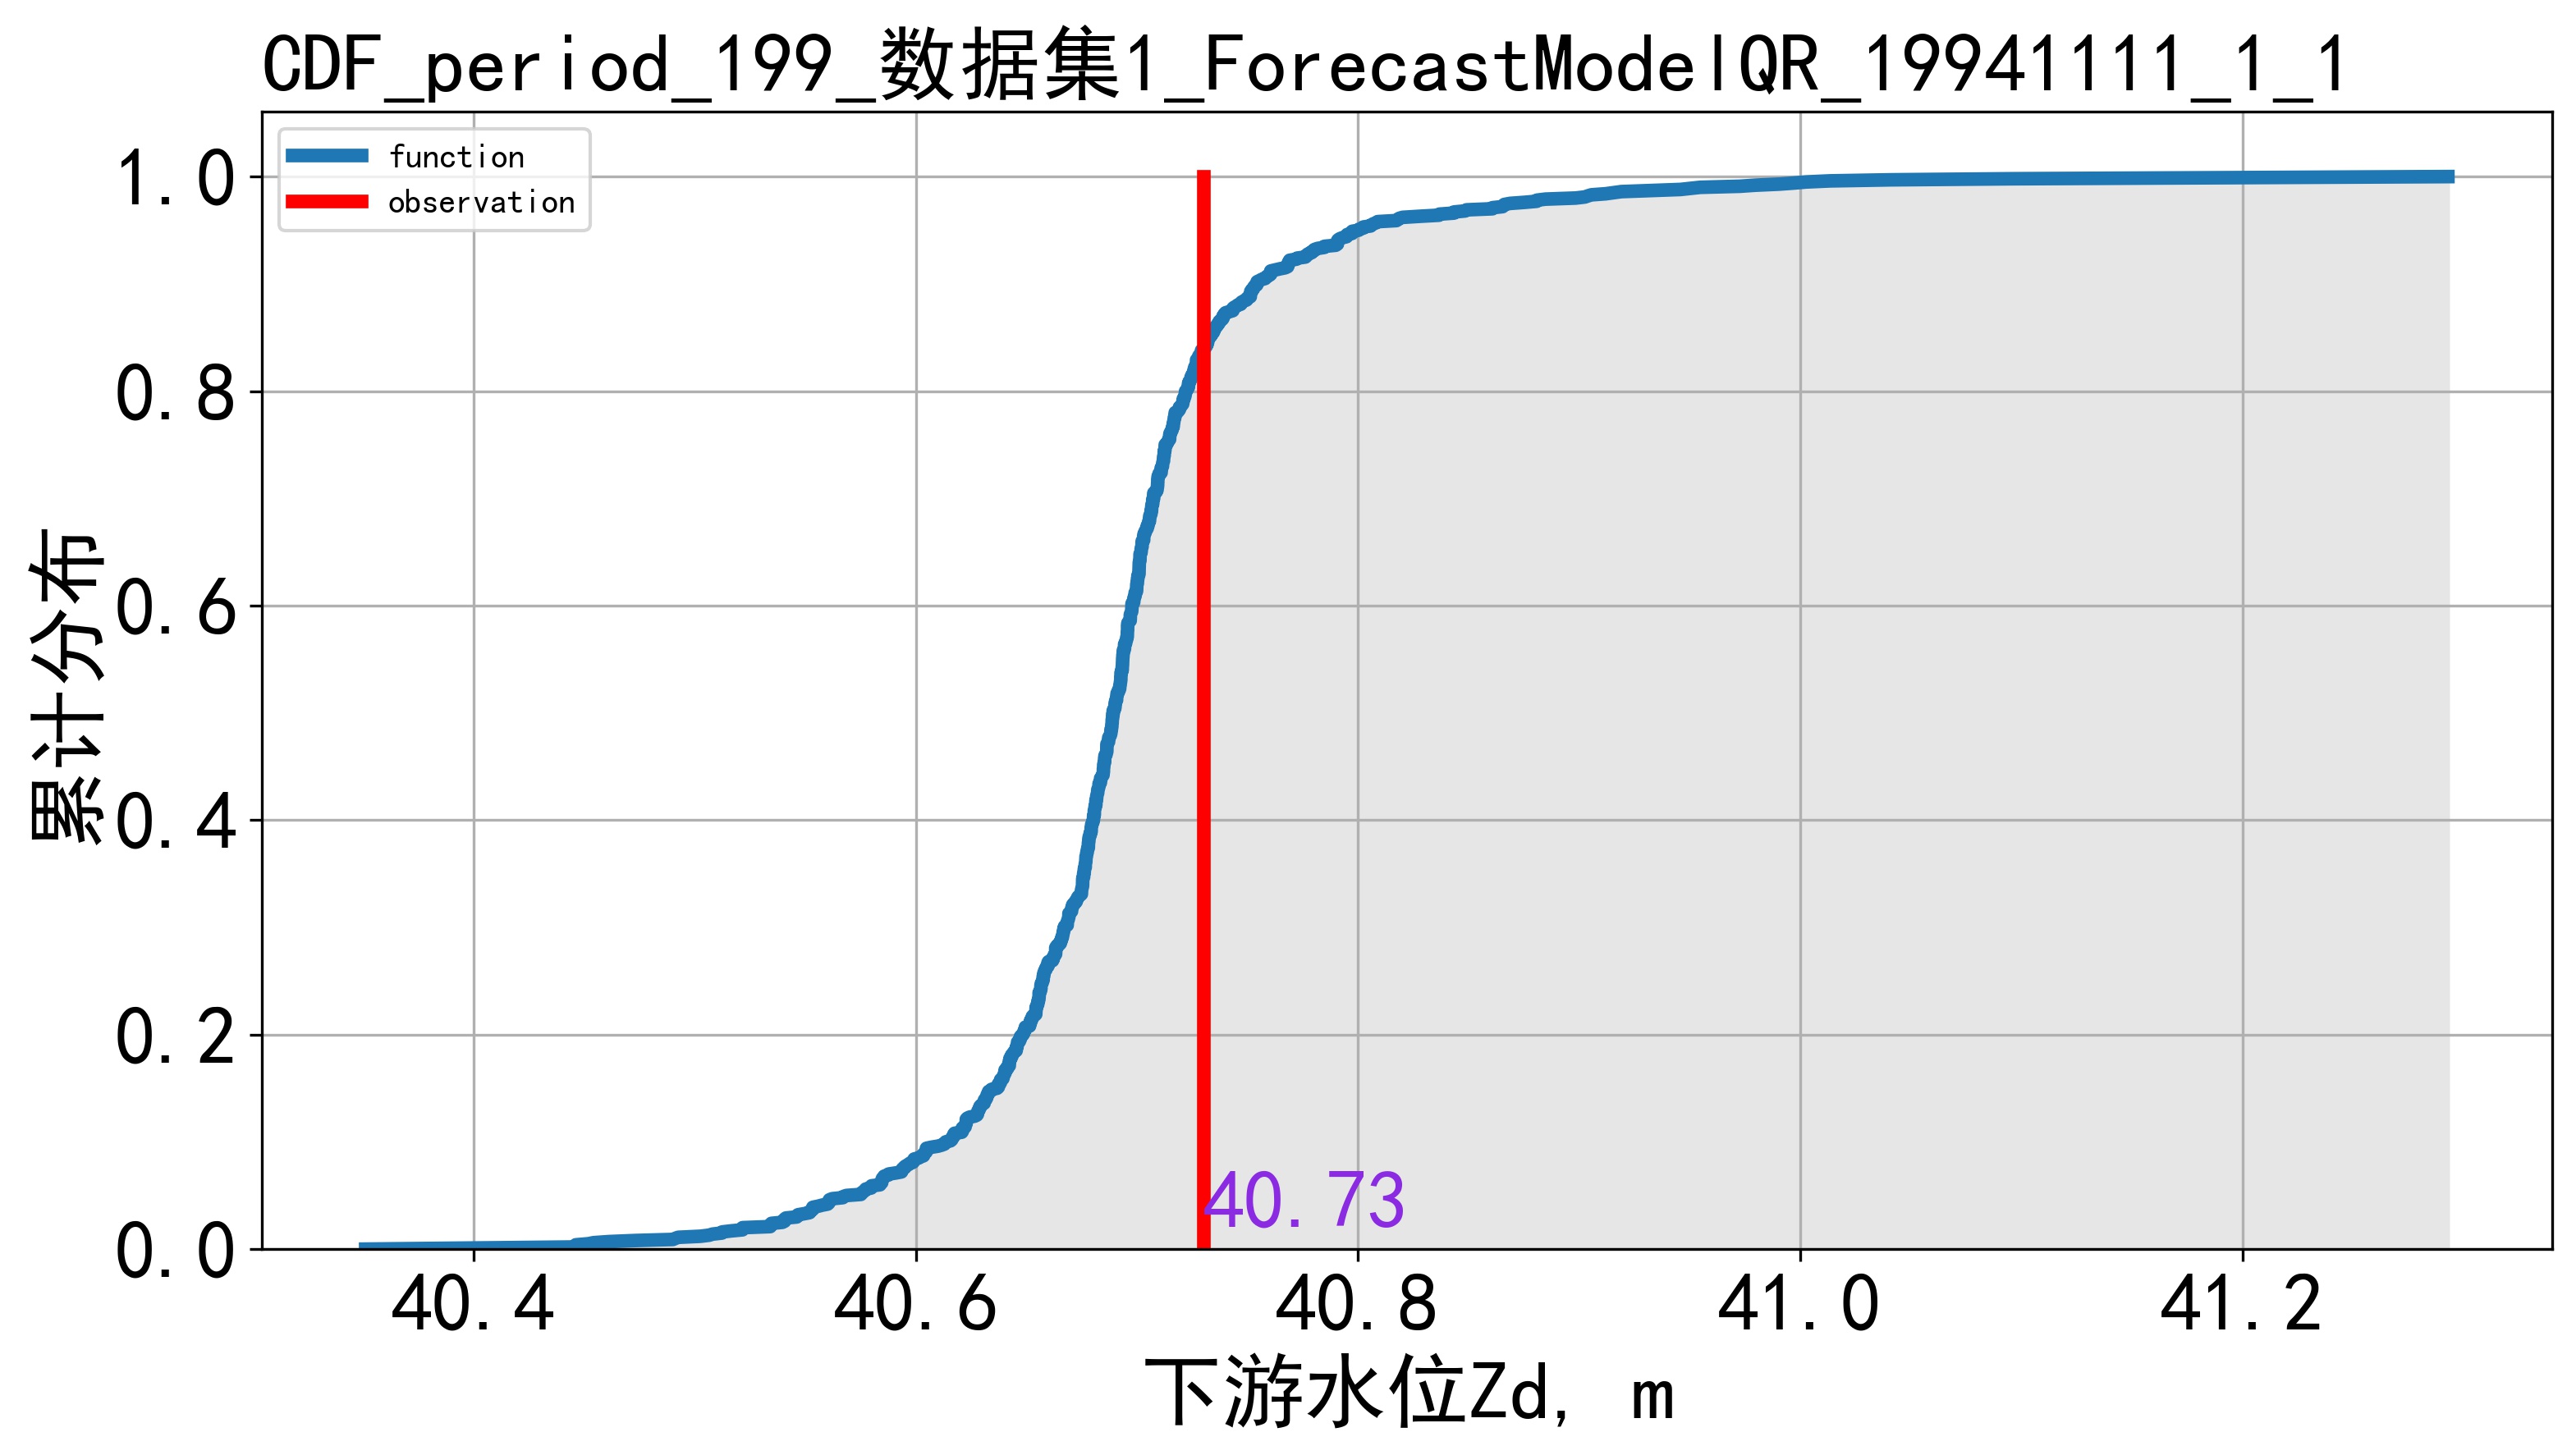 CDF_period_199_数据集1_ForecastModelQR_19941111_1_1
function
observation
1.0
0.8
0.6
0.4
0.2
0.0
累计分布
40.73
40.4 40.6 40.8 41.0 41.2
下游水位Zd, m